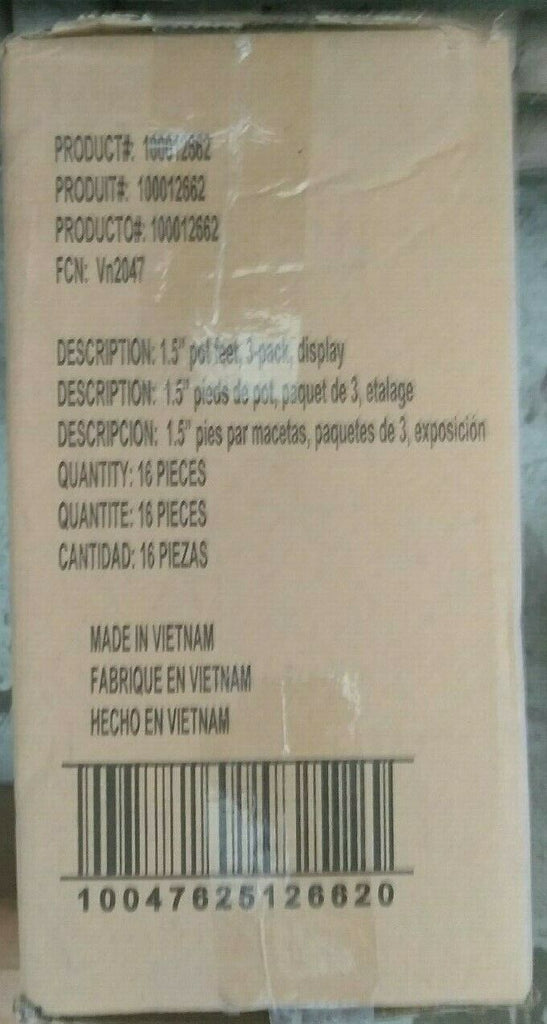 PRODUCT#: 100012662
PRODUIT#: 100012662
PRODUCTO#: 100012662
FCN: Vn2047
DESCRIPTION: 1.5" pot feet, 3-pack, display
DESCRIPTION: 1.5" pieds de pot, paquet de 3, etalage
DESCRIPCION: 1.5" pies par macetas, paquetes de 3, exposición
QUANTITY: 16 PIECES
QUANTITE: 16 PIECES
CANTIDAD: 16 PIEZAS
MADE IN VIETNAM
FABRIQUE EN VIETNAM
HECHO EN VIETNAM
10047625126620